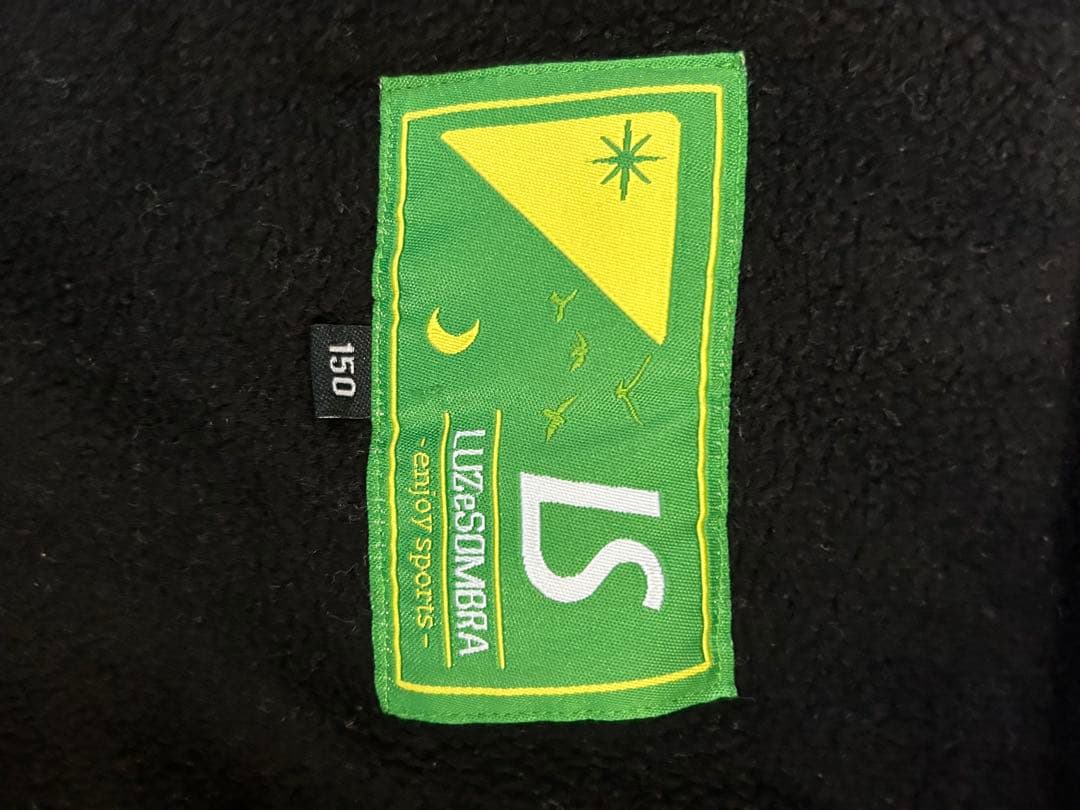 LS
LUZeSOMBRA
-enjoy sports-
150